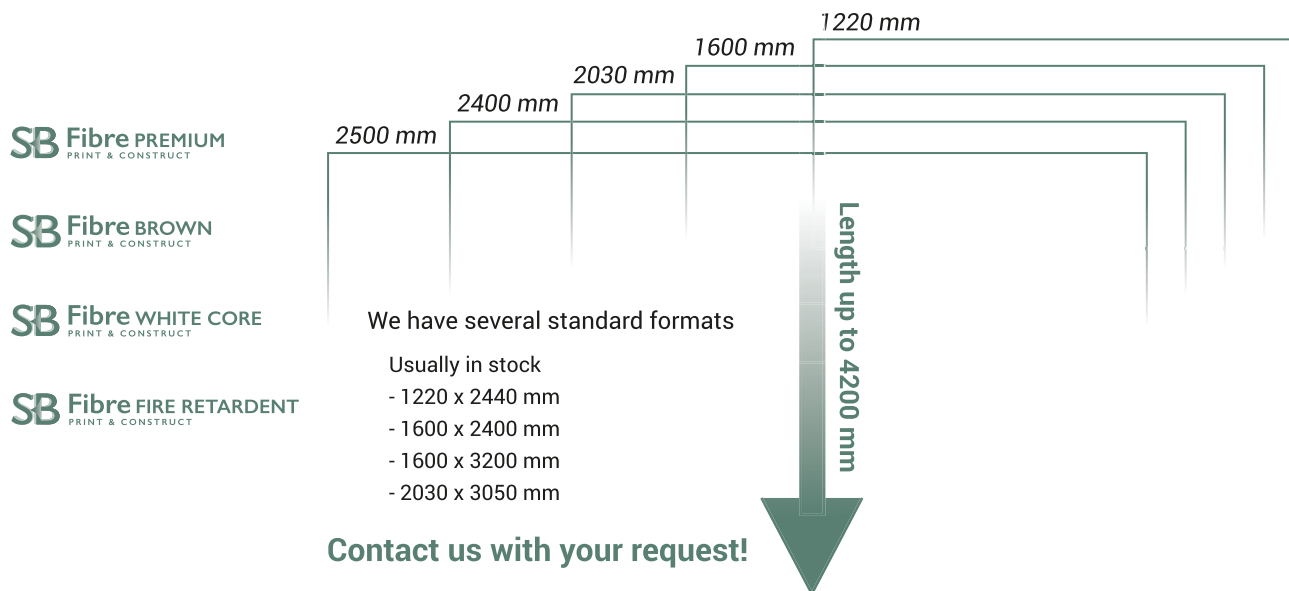 1220 mm
1600 mm
2030 mm
2400 mm
2500 mm
SB Fibre PREMIUM
PRINT & CONSTRUCT
SB Fibre BROWN
PRINT & CONSTRUCT
SB Fibre WHITE CORE
PRINT & CONSTRUCT
SB Fibre FIRE RETARDENT
PRINT & CONSTRUCT
Length up to 4200 mm
We have several standard formats
Usually in stock
- 1220 x 2440 mm
- 1600 x 2400 mm
- 1600 x 3200 mm
- 2030 x 3050 mm
Contact us with your request!